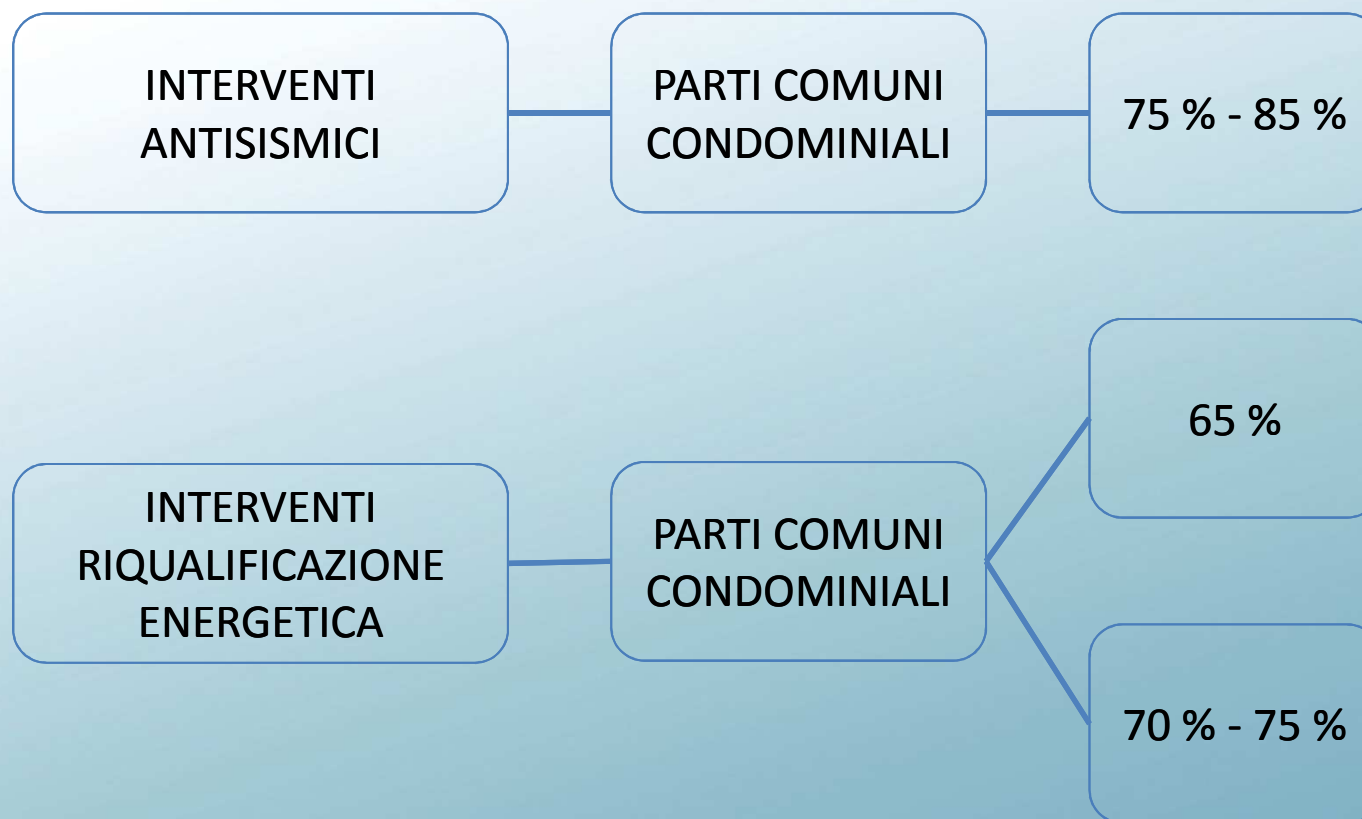 INTERVENTI
ANTISISMICI
PARTI COMUNI
CONDOMINIALI
75 % - 85 %
INTERVENTI
RIQUALIFICAZIONE
ENERGETICA
PARTI COMUNI
CONDOMINIALI
65 %
70 % - 75 %